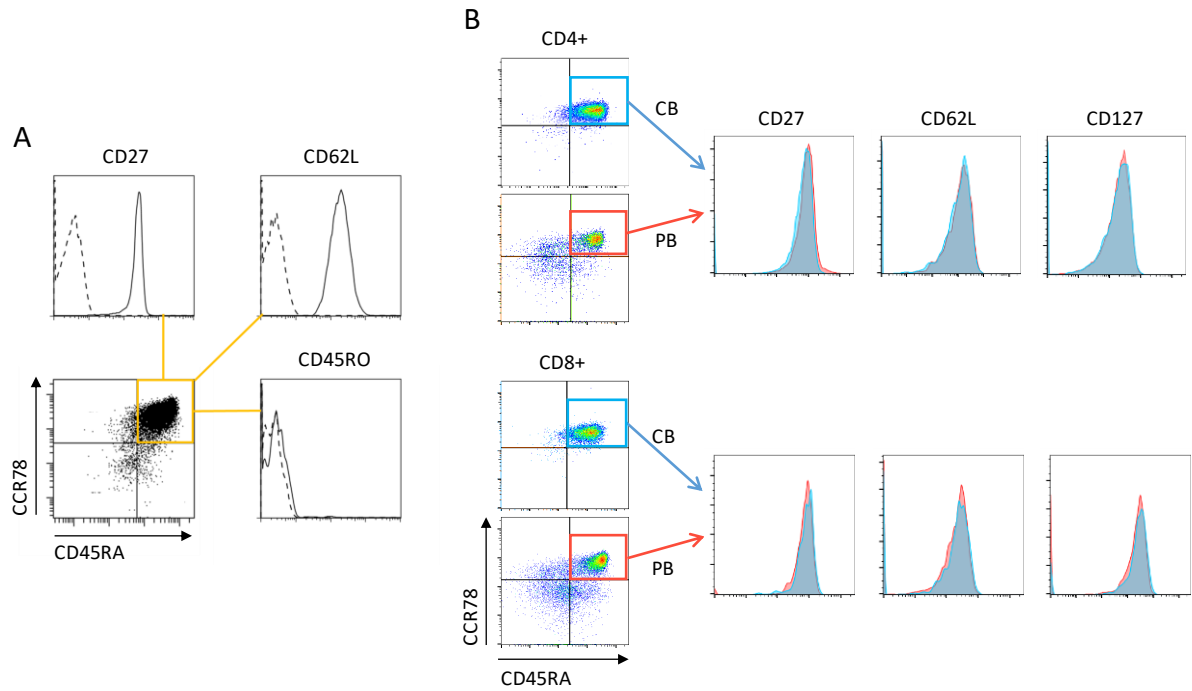 A
CD27
CD62L
CD45RO
CCR78
CD45RA
B
CD4+
CB
PB
CD27
CD62L
CD127
CD8+
CB
PB
CCR78
CD45RA